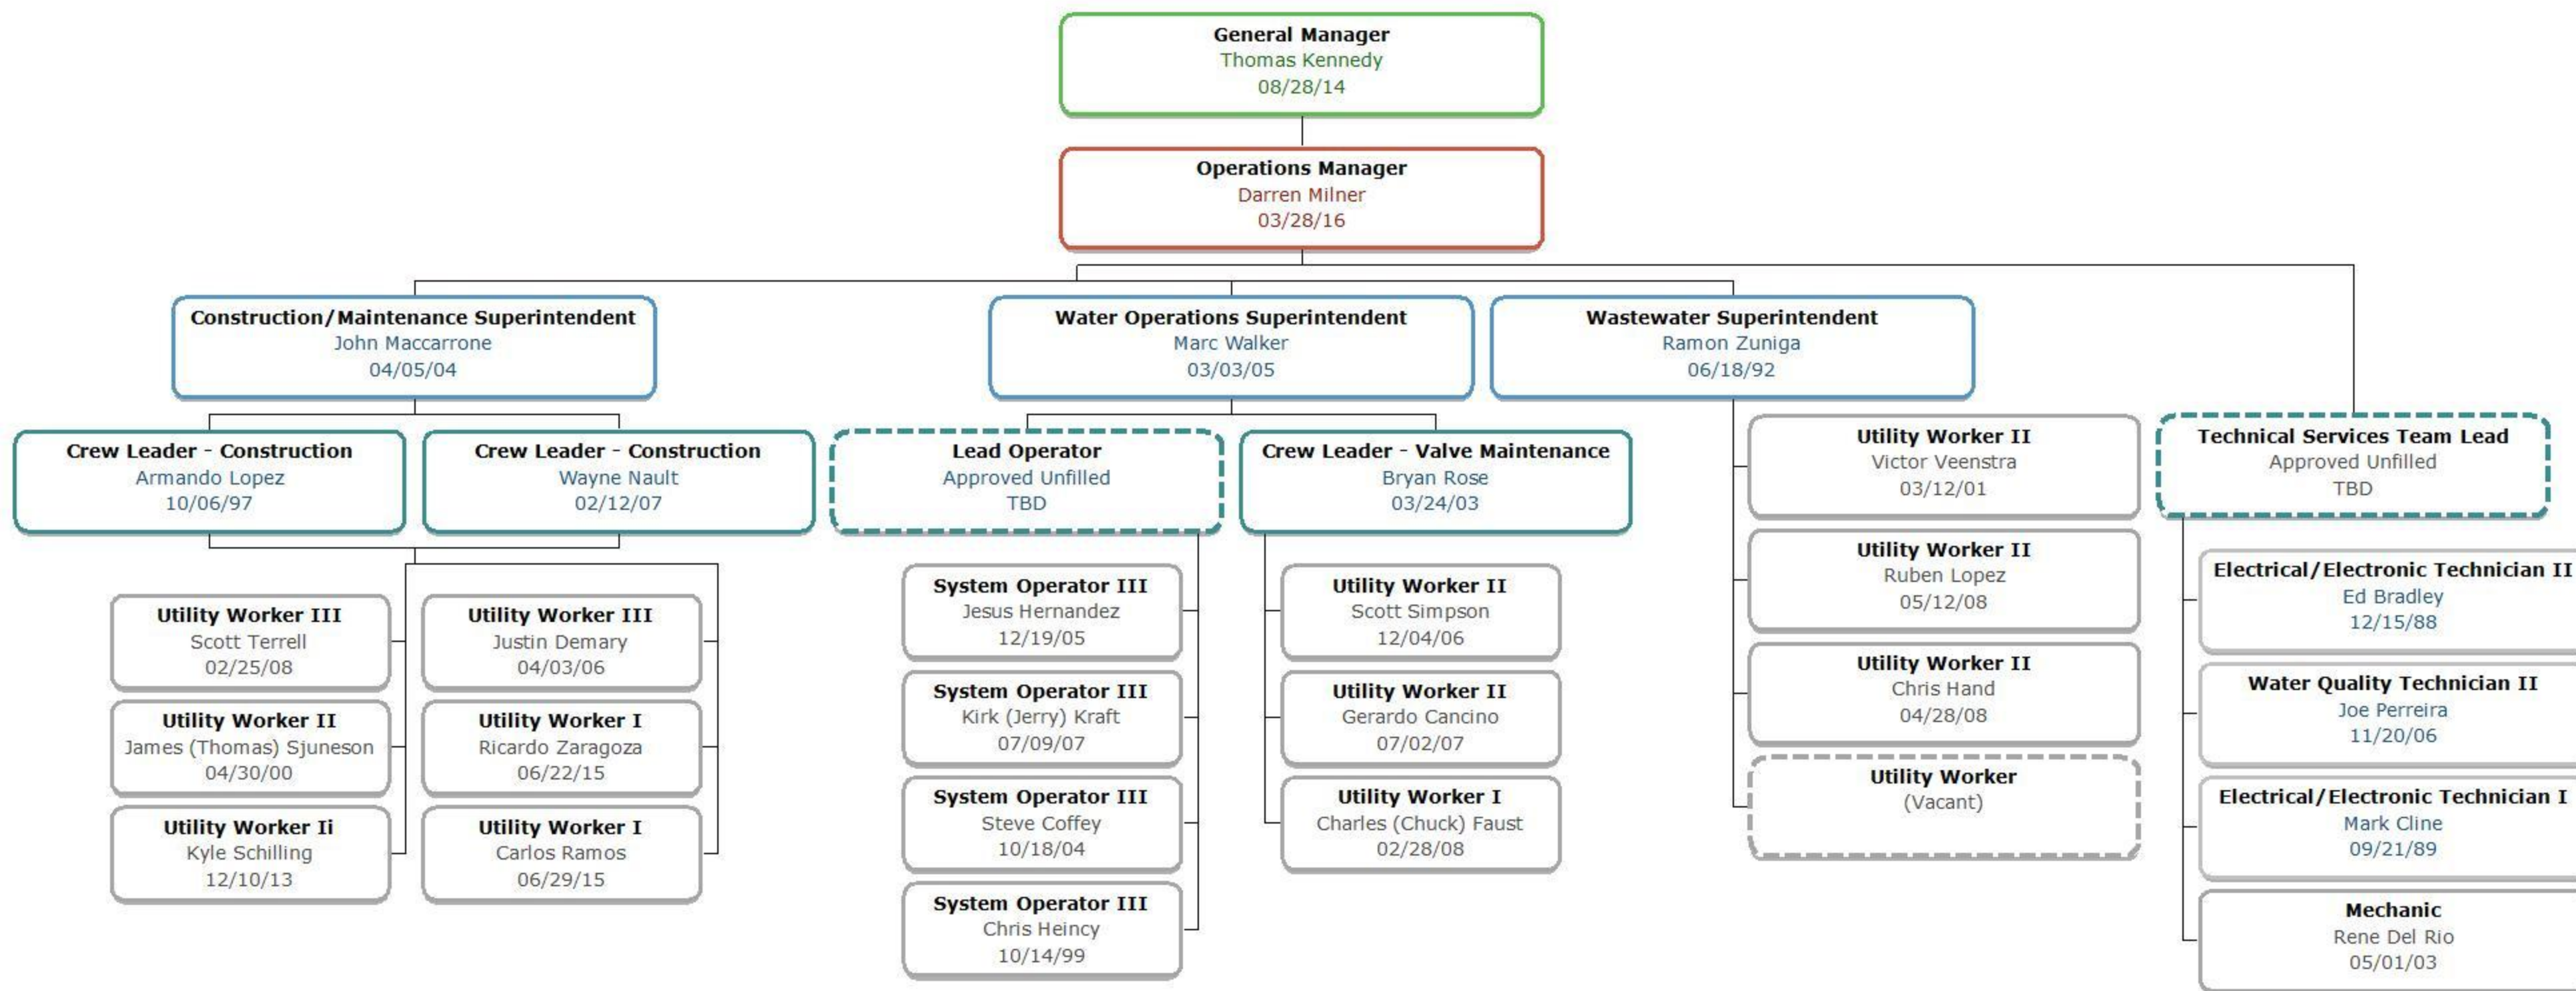 General Manager
Thomas Kennedy
08/28/14
Operations Manager
Darren Milner
03/28/16
Construction/Maintenance Superintendent
John Maccarrone
04/05/04
Water Operations Superintendent
Marc Walker
03/03/05
Wastewater Superintendent
Ramon Zuniga
06/18/92
Crew Leader - Construction
Armando Lopez
10/06/97
Crew Leader - Construction
Wayne Nault
02/12/07
Lead Operator
Approved Unfilled
TBD
Crew Leader - Valve Maintenance
Bryan Rose
03/24/03
Utility Worker II
Victor Veenstra
03/12/01
Technical Services Team Lead
Approved Unfilled
TBD
Utility Worker III
Scott Terrell
02/25/08
Utility Worker II
James (Thomas) Sjuneson
04/30/00
Utility Worker Ii
Kyle Schilling
12/10/13
Utility Worker III
Justin Demary
04/03/06
Utility Worker I
Ricardo Zaragoza
06/22/15
Utility Worker I
Carlos Ramos
06/29/15
System Operator III
Jesus Hernandez
12/19/05
System Operator III
Kirk (Jerry) Kraft
07/09/07
System Operator III
Steve Coffey
10/18/04
System Operator III
Chris Heincy
10/14/99
Utility Worker II
Scott Simpson
12/04/06
Utility Worker II
Gerardo Cancino
07/02/07
Utility Worker I
Charles (Chuck) Faust
02/28/08
Utility Worker II
Ruben Lopez
05/12/08
Utility Worker II
Chris Hand
04/28/08
Utility Worker
(Vacant)
Electrical/Electronic Technician II
Ed Bradley
12/15/88
Water Quality Technician II
Joe Perreira
11/20/06
Electrical/Electronic Technician I
Mark Cline
09/21/89
Mechanic
Rene Del Rio
05/01/03